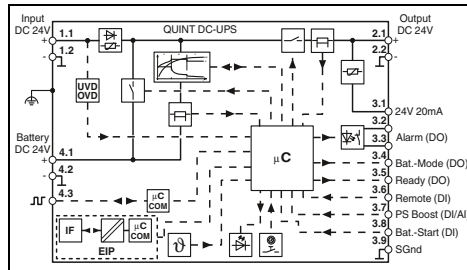 Input
DC 24V
1.1
+
1.2
-
QUINT DC-UPS
Output
DC 24V
2.1
+
2.2
-
UVD
OVD
3.1
24V 20mA
3.2
Alarm (DO)
3.3
Battery
DC 24V
4.1
+
4.2
-
4.3
µC
3.4
Bat.-Mode (DO)
3.5
Ready (DO)
3.6
Remote (DI)
3.7
PS Boost (DI/AI)
3.8
Bat.-Start (DI)
3.9
SGnd
µC
COM
IF
µC
COM
EIP
ϑ